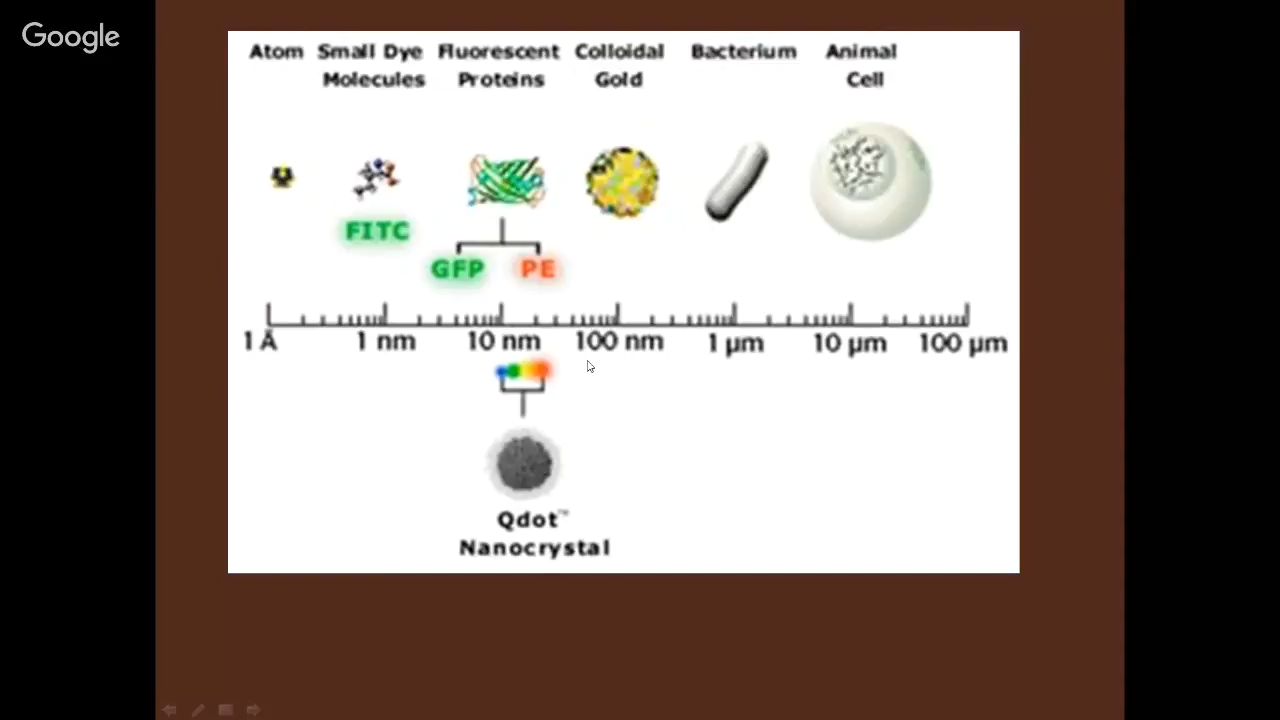 Google
Atom Small Dye Fluorescent Colloidal Bacterium Animal
Molecules Proteins Gold Cell
FITC
GFP PE
1 Å 1 nm 10 nm 100 nm 1 µm 10 µm 100 µm
Qdot™
Nanocrystal